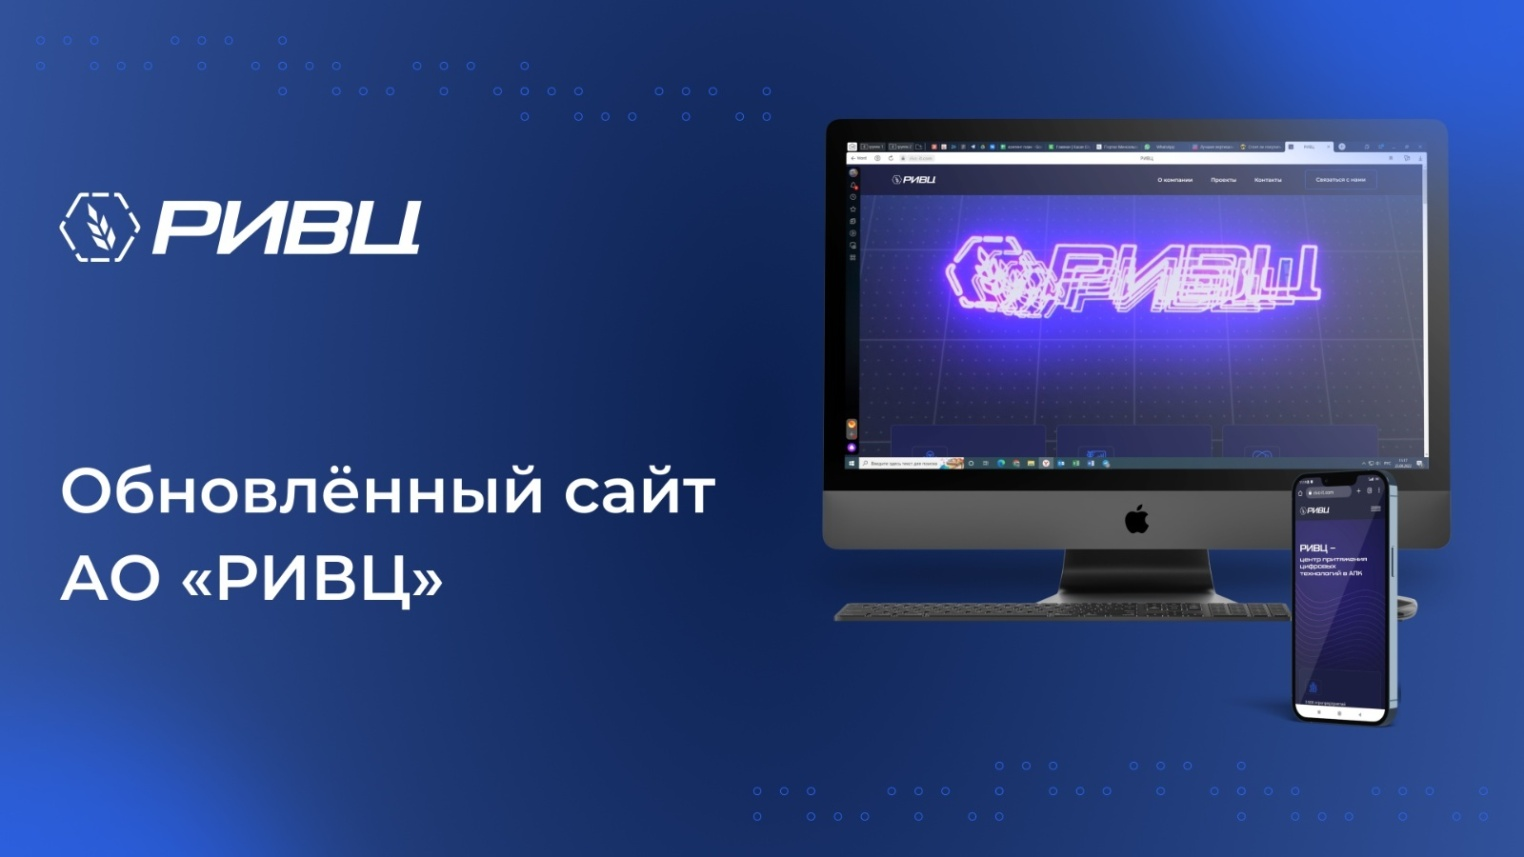 РИВЦ
Обновлённый сайт
АО «РИВЦ»
РИВЦ
РИВЦ
О компании
Проекты
Контакты
Связаться с нами
РИВЦ
РИВЦ
РИВЦ –
центр притяжения
цифровых
технологий в АПК